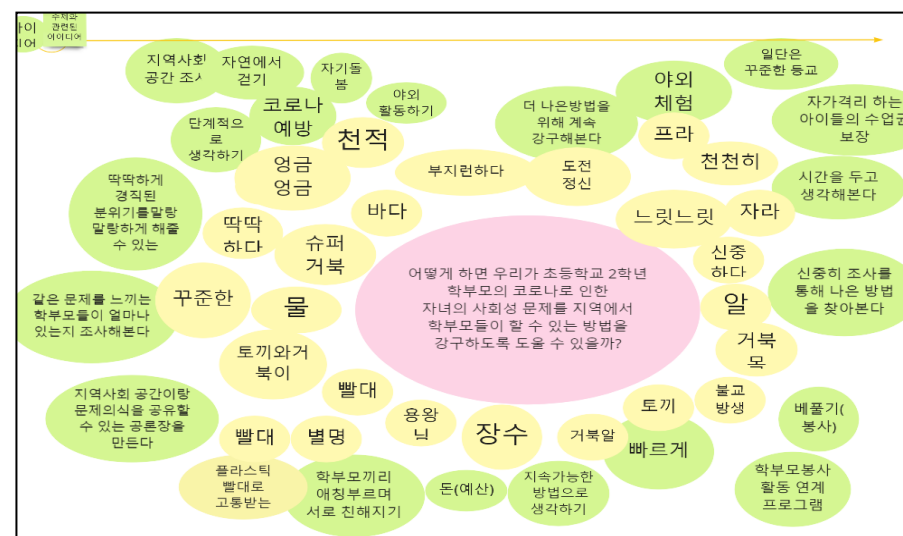 아이
디어
주제와
관련된
아이디어
지역사회
공간 조사
자연에서
걷기
자기돌
봄
야외
활동하기
코로나
예방
단계적으
로
생각하기
천적
엉금
엉금
부지런하다
도전
정신
더 나은방법을
위해 계속
강구해본다
야외
체험
일단은
꾸준한 등교
프라
천천히
자가격리 하는
아이들의 수업권
보장
시간을 두고
생각해본다
딱딱하게
경직된
분위기를말랑
말랑하게 해줄
수 있는
딱딱
하다
바다
슈퍼
거북
느릿느릿
자라
신중
하다
신중히 조사를
통해 나은 방법
을 찾아본다
꾸준한
물
알
같은 문제를 느끼는
학부모들이 얼마나
있는지 조사해본다
어떻게 하면 우리가 초등학교 2학년
학부모의 코로나로 인한
자녀의 사회성 문제를 지역에서
학부모들이 할 수 있는 방법을
강구하도록 도울 수 있을까?
거북
목
토끼와거
북이
빨대
용왕
님
장수
거북알
토끼
불교
방생
빠르게
베풀기(
봉사)
지역사회 공간이랑
문제의식을 공유할
수 있는 공론장을
만든다
빨대
별명
플라스틱
빨대로
고통받는
학부모끼리
애칭부르며
서로 친해지기
돈(예산)
지속가능한
방법으로
생각하기
학부모봉사
활동 연계
프로그램